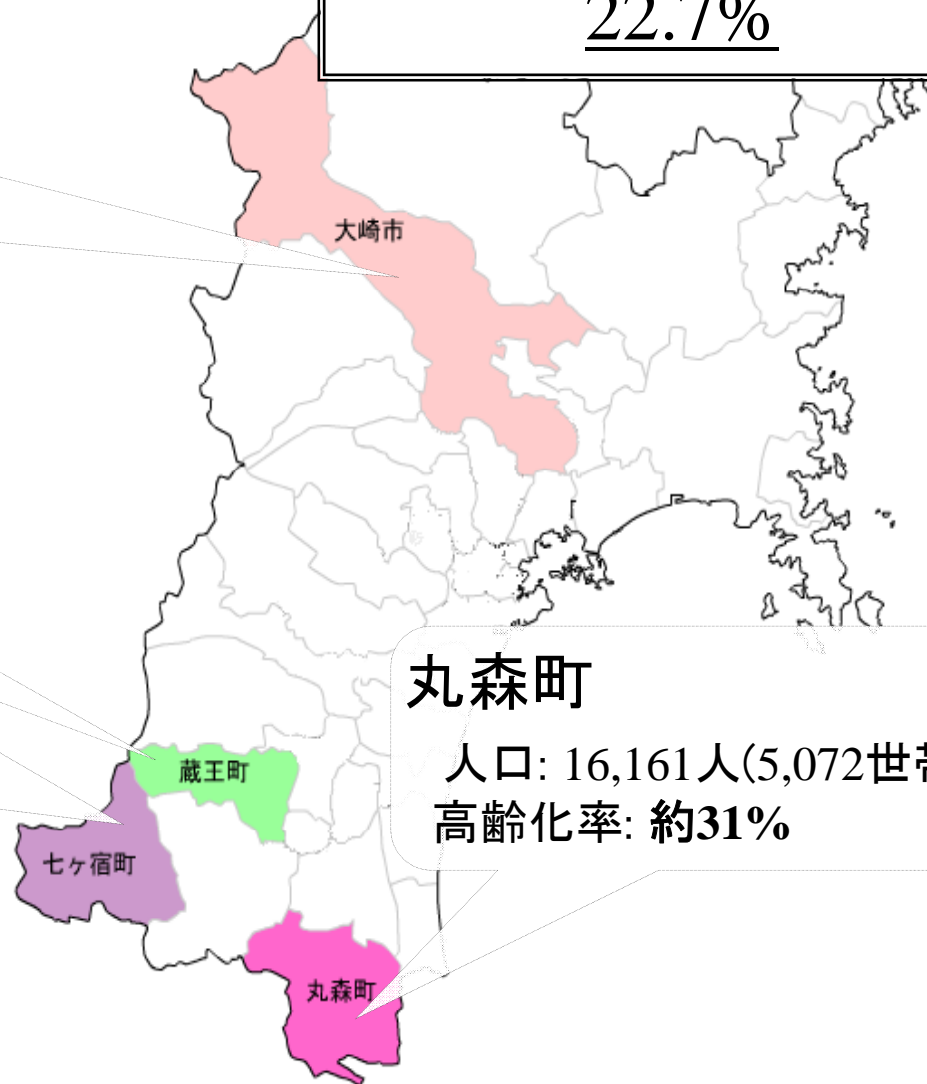 22.7%
大崎市
丸森町
人口: 16,161人(5,072世帯
高齢化率: 約31%
蔵王町
七ヶ宿町
丸森町